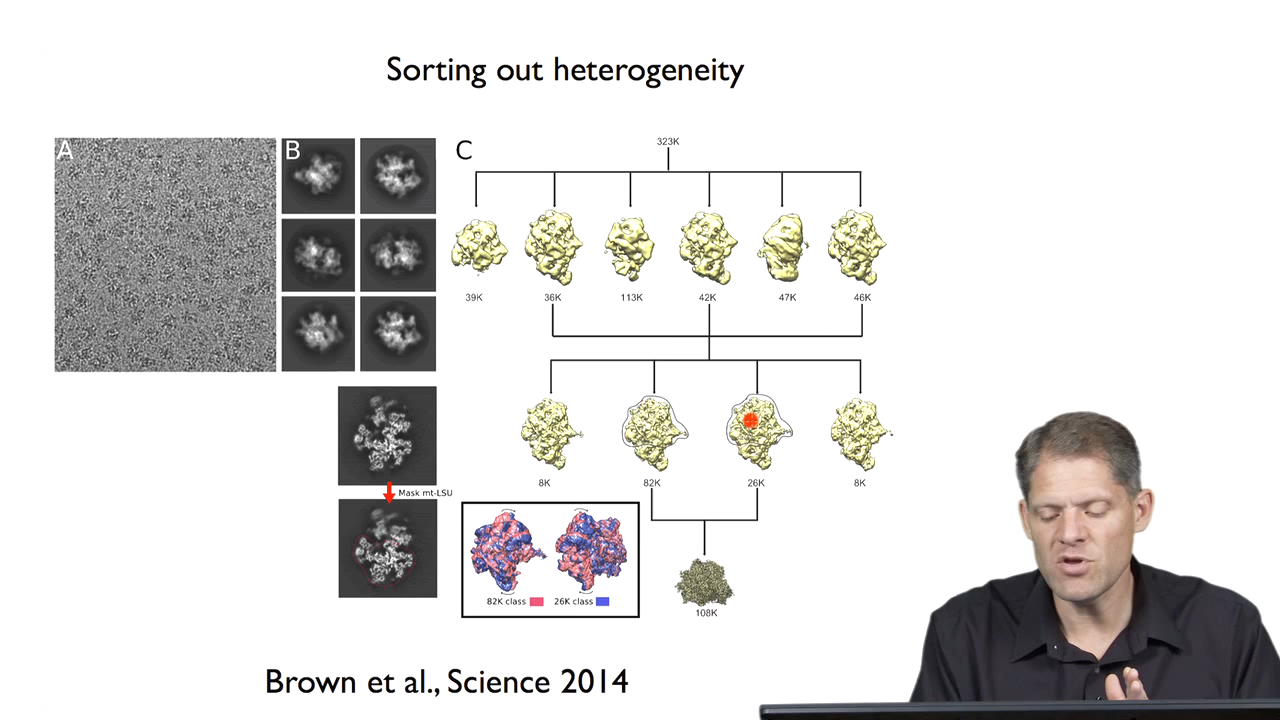 Sorting out heterogeneity
A
B
C
323K
39K
36K
113K
42K
47K
46K
8K
82K
26K
8K
Mask mt-LSU
82K class
26K class
108K
Brown et al., Science 2014